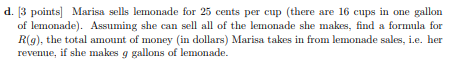 d. [3 points] Marisa sells lemonade for 25 cents per cup (there are 16 cups in one gallon
of lemonade). Assuming she can sell all of the lemonade she makes, find a formula for
R(g), the total amount of money (in dollars) Marisa takes in from lemonade sales, i.e. her
revenue, if she makes g gallons of lemonade.